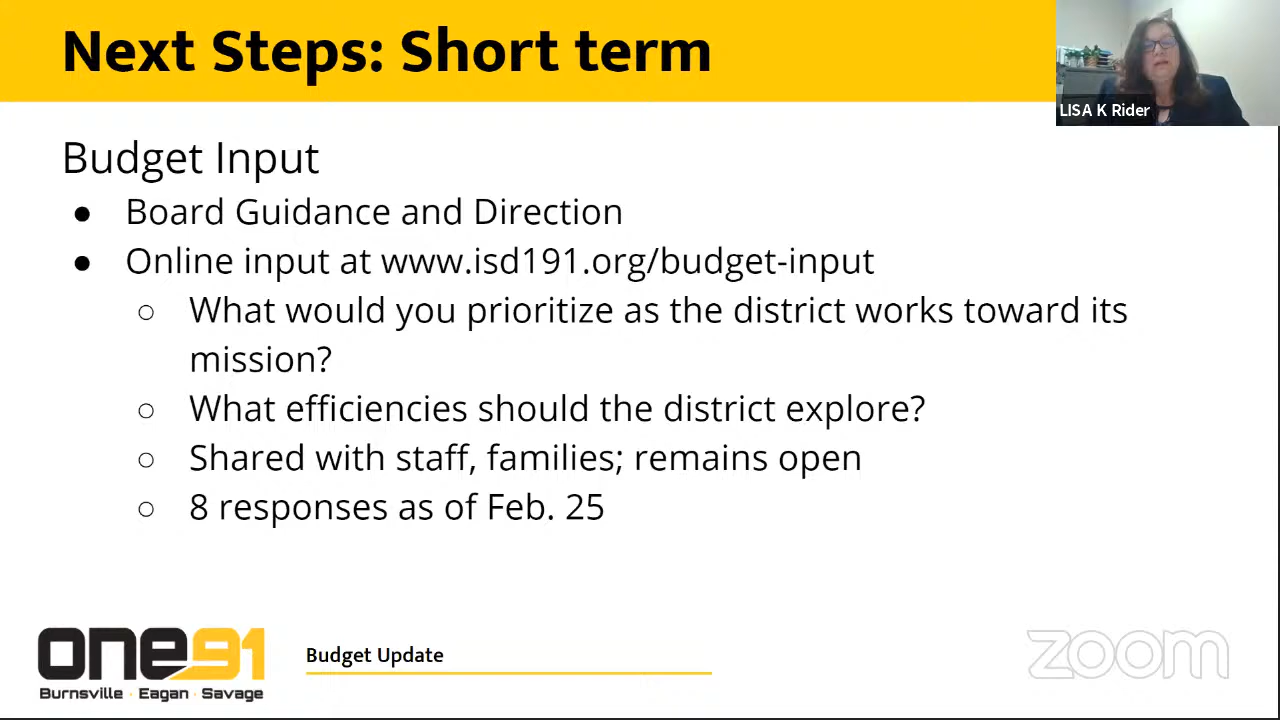 Next Steps: Short term
LISA K Rider
Budget Input
● Board Guidance and Direction
● Online input at www.isd191.org/budget-input
○ What would you prioritize as the district works toward its
mission?
○ What efficiencies should the district explore?
○ Shared with staff, families; remains open
○ 8 responses as of Feb. 25
one91
Burnsville · Eagan · Savage
Budget Update
zoom